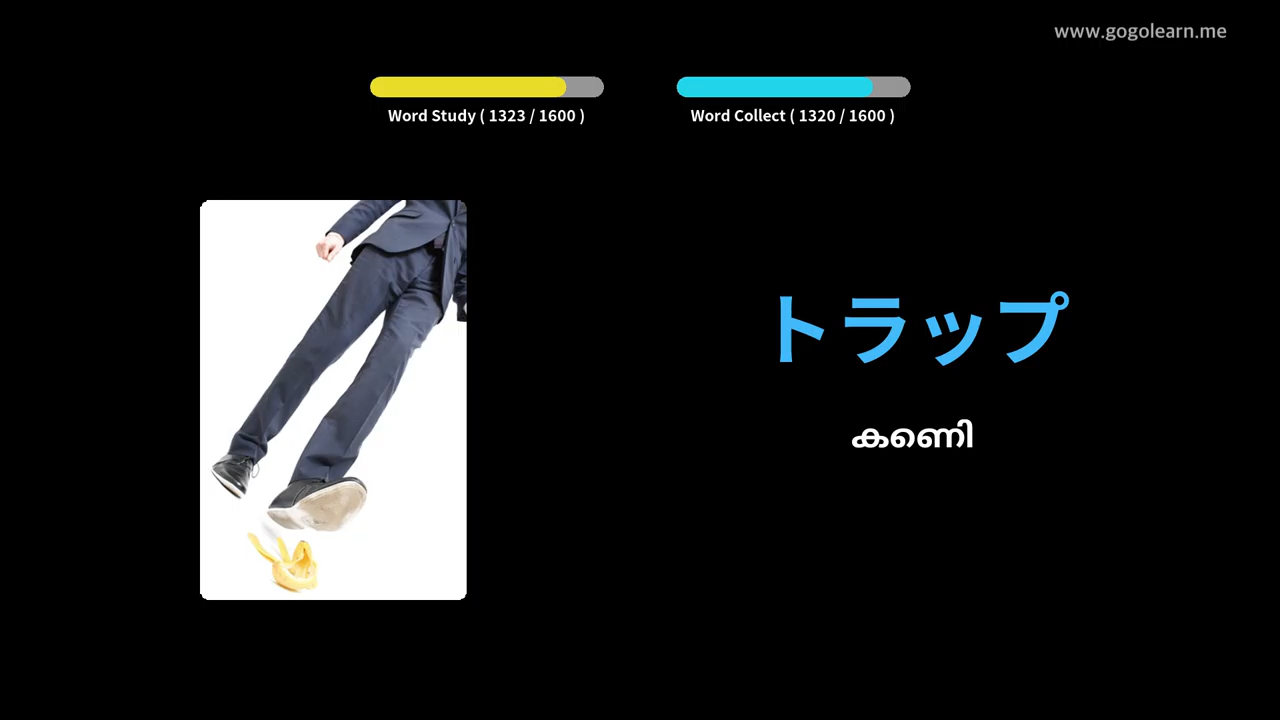 www.gogolearn.me
Word Study ( 1323 / 1600 )
Word Collect ( 1320 / 1600 )
トラップ
കണെി